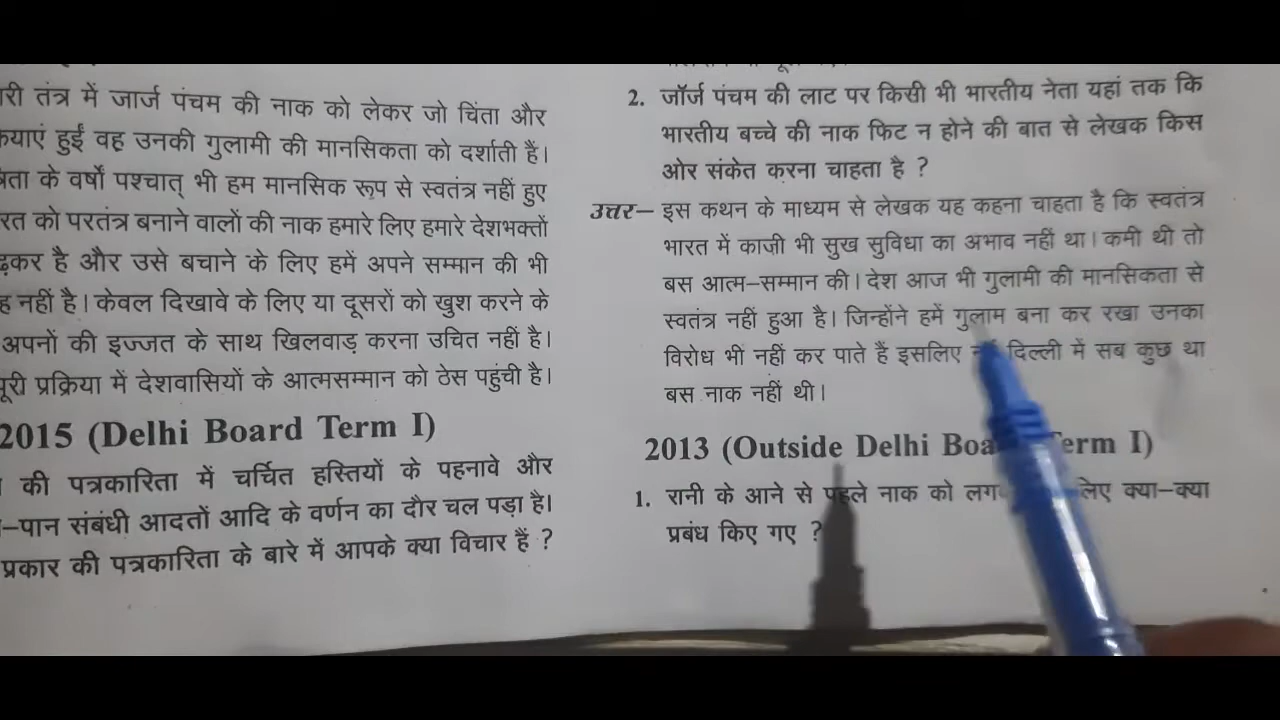 री तंत्र में जार्ज पंचम की नाक को लेकर जो चिंता और
याएं हुईं वह उनकी गुलामी की मानसिकता को दर्शाती है।
ता के वर्षों पश्चात् भी हम मानसिक रूप से स्वतंत्र नहीं हुए
रत को परतंत्र बनाने वालों की नाक हमारे लिए हमारे देशभक्तों
ढ़कर है और उसे बचाने के लिए हमें अपने सम्मान की भी
ह नहीं है। केवल दिखावे के लिए या दूसरों को खुश करने के
अपनों की इज्जत के साथ खिलवाड़ करना उचित नहीं है।
पूरी प्रक्रिया में देशवासियों के आत्मसम्मान को ठेस पहुंची है।
2015 (Delhi Board Term I)
की पत्रकारिता में चर्चित हस्तियों के पहनावे और
–पान संबंधी आदतों आदि के वर्णन का दौर चल पड़ा है।
प्रकार की पत्रकारिता के बारे में आपके क्या विचार हैं ?
2. जॉर्ज पंचम की लाट पर किसी भी भारतीय नेता यहां तक कि
भारतीय बच्चे की नाक फिट न होने की बात से लेखक किस
ओर संकेत करना चाहता है ?
उत्तर– इस कथन के माध्यम से लेखक यह कहना चाहता है कि स्वतंत्र
भारत में काजी भी सुख सुविधा का अभाव नहीं था। कमी थी तो
बस आत्म–सम्मान की। देश आज भी गुलामी की मानसिकता से
स्वतंत्र नहीं हुआ है। जिन्होंने हमें गुलाम बना कर रखा उनका
विरोध भी नहीं कर पाते हैं इसलिए दिल्ली में सब कुछ था
बस नाक नहीं थी।
2013 (Outside Delhi Boa Term I)
1. रानी के आने से पहले नाक को लग लिए क्या–क्या
प्रबंध किए गए ?